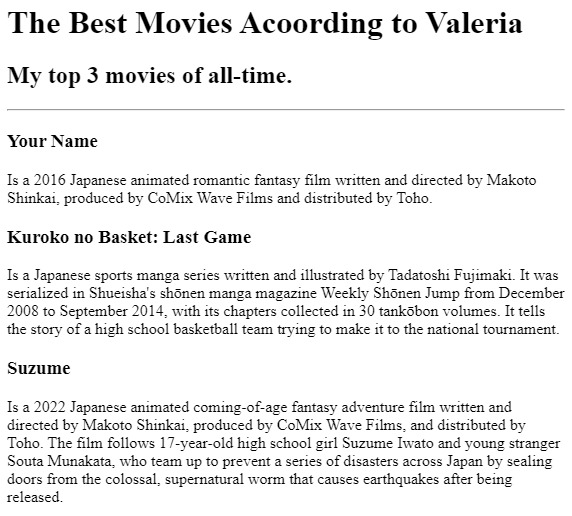 The Best Movies Acoording to Valeria
My top 3 movies of all-time.
Your Name
Is a 2016 Japanese animated romantic fantasy film written and directed by Makoto
Shinkai, produced by CoMix Wave Films and distributed by Toho.
Kuroko no Basket: Last Game
Is a Japanese sports manga series written and illustrated by Tadatoshi Fujimaki. It was
serialized in Shueisha's shōnen manga magazine Weekly Shōnen Jump from December
2008 to September 2014, with its chapters collected in 30 tankōbon volumes. It tells
the story of a high school basketball team trying to make it to the national tournament.
Suzume
Is a 2022 Japanese animated coming-of-age fantasy adventure film written and
directed by Makoto Shinkai, produced by CoMix Wave Films, and distributed by
Toho. The film follows 17-year-old high school girl Suzume Iwato and young stranger
Souta Munakata, who team up to prevent a series of disasters across Japan by sealing
doors from the colossal, supernatural worm that causes earthquakes after being
released.